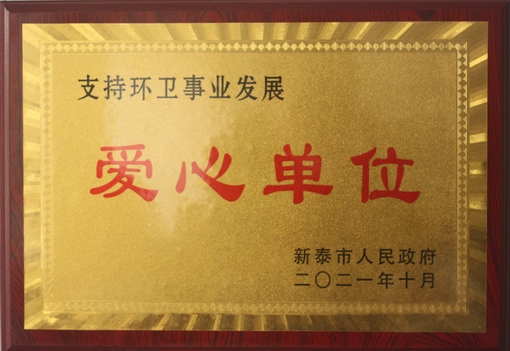 支持环卫事业发展
爱心单位
新泰市人民政府
二〇二一年十月